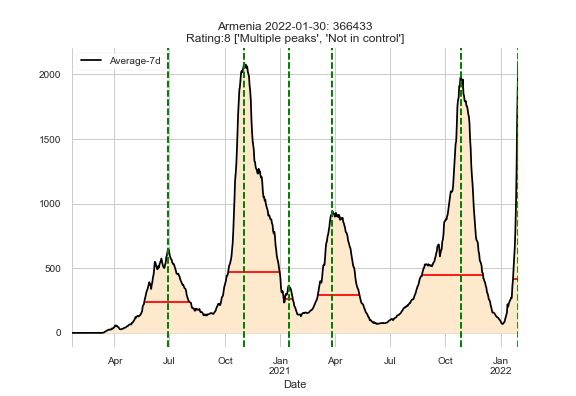 Armenia 2022-01-30: 366433
Rating:8 ['Multiple peaks', 'Not in control']
Average-7d
2000
1500
1000
500
0
Apr Jul Oct Jan Apr Jul Oct Jan
2021 2022
Date